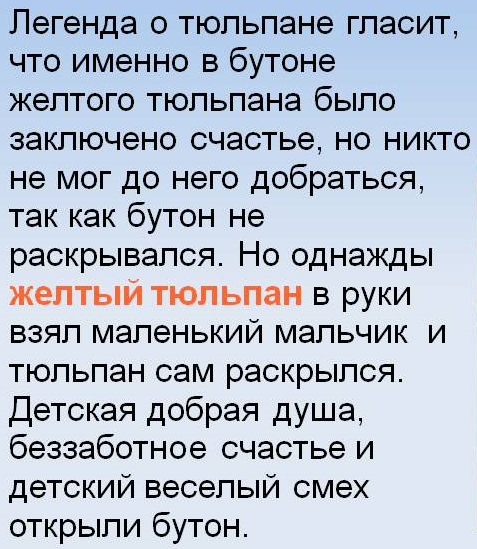 Легенда о тюльпане гласит,
что именно в бутоне
желтого тюльпана было
заключено счастье, но никто
не мог до него добраться,
так как бутон не
раскрывался. Но однажды
желтый тюльпан в руки
взял маленький мальчик и
тюльпан сам раскрылся.
Детская добрая душа,
беззаботное счастье и
детский веселый смех
открыли бутон.